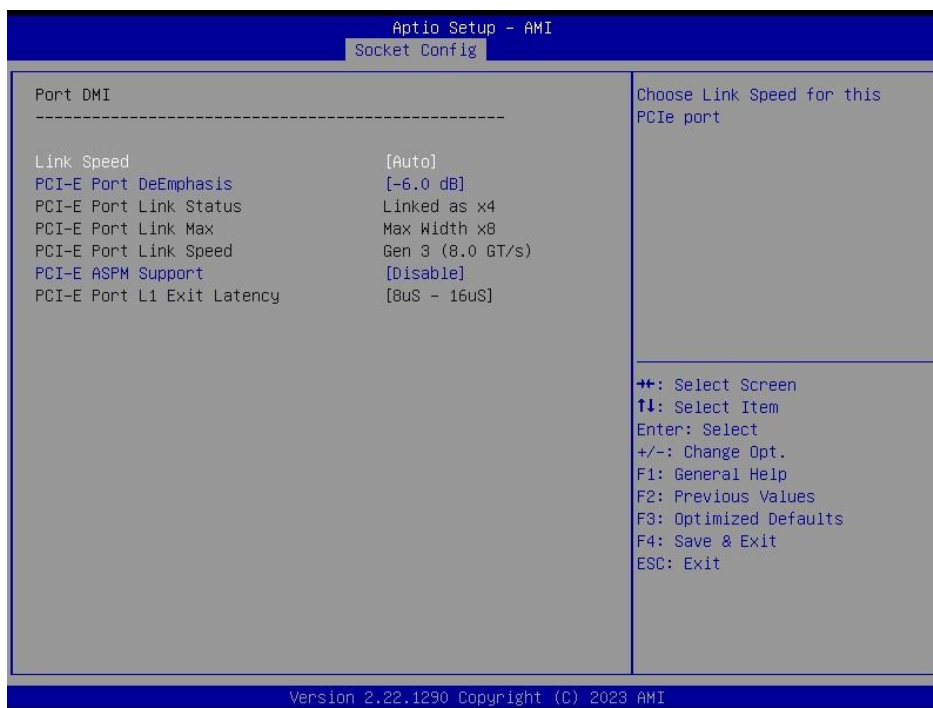 Aptio Setup - AMI
Socket Config
Port DMI
--------------------------------------------------
Link Speed [Auto]
PCI-E Port DeEmphasis [-6.0 dB]
PCI-E Port Link Status Linked as x4
PCI-E Port Link Max Max Width x8
PCI-E Port Link Speed Gen 3 (8.0 GT/s)
PCI-E ASPM Support [Disable]
PCI-E Port L1 Exit Latency [8uS - 16uS]
Choose Link Speed for this
PCIe port
→←: Select Screen
↑↓: Select Item
Enter: Select
+/-: Change Opt.
F1: General Help
F2: Previous Values
F3: Optimized Defaults
F4: Save & Exit
ESC: Exit
Version 2.22.1290 Copyright (C) 2023 AMI